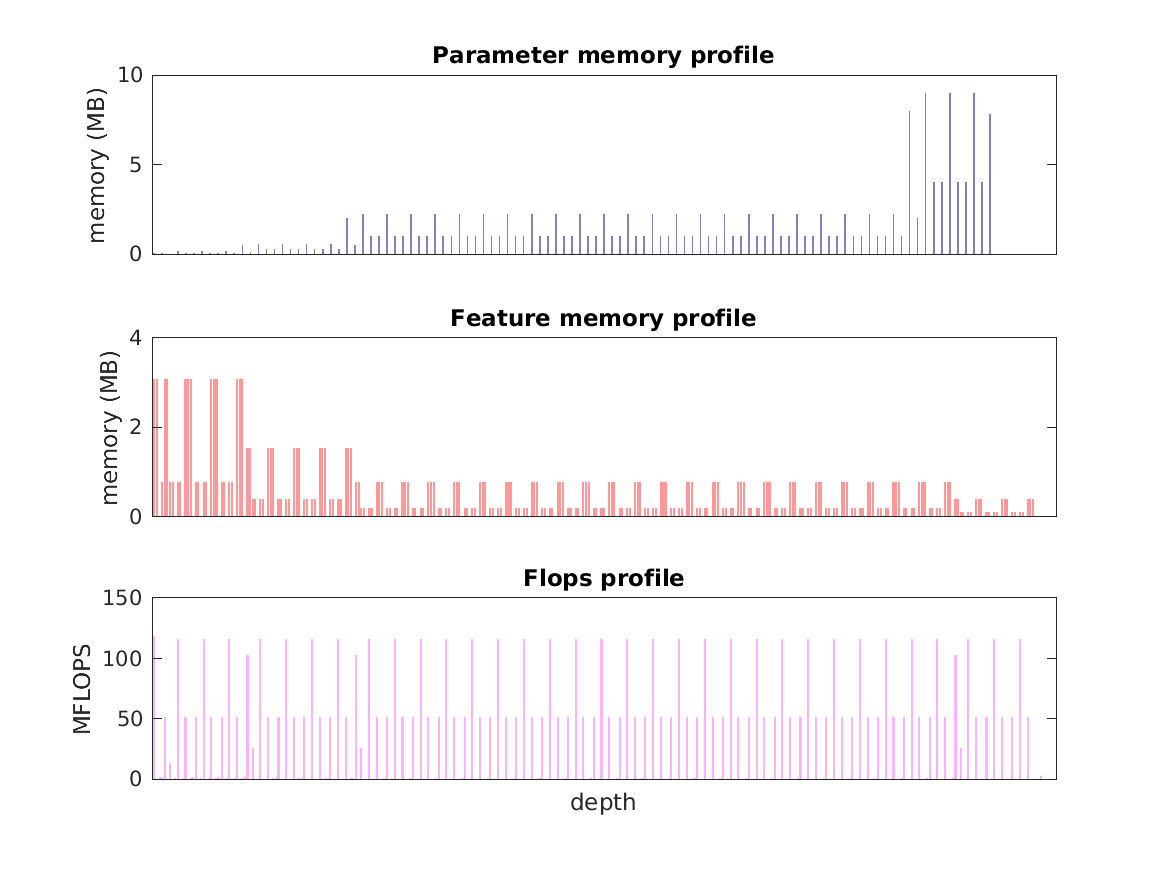 Parameter memory profile
10
5
0
memory (MB)
Feature memory profile
4
2
0
memory (MB)
Flops profile
150
100
50
0
MFLOPS
depth